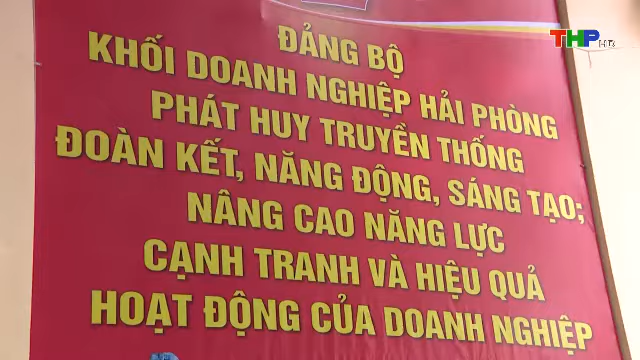 THP HD
ĐẢNG BỘ
KHỐI DOANH NGHIỆP HẢI PHÒNG
PHÁT HUY TRUYỀN THỐNG
ĐOÀN KẾT, NĂNG ĐỘNG, SÁNG TẠO;
NÂNG CAO NĂNG LỰC
CẠNH TRANH VÀ HIỆU QUẢ
HOẠT ĐỘNG CỦA DOANH NGHIỆP